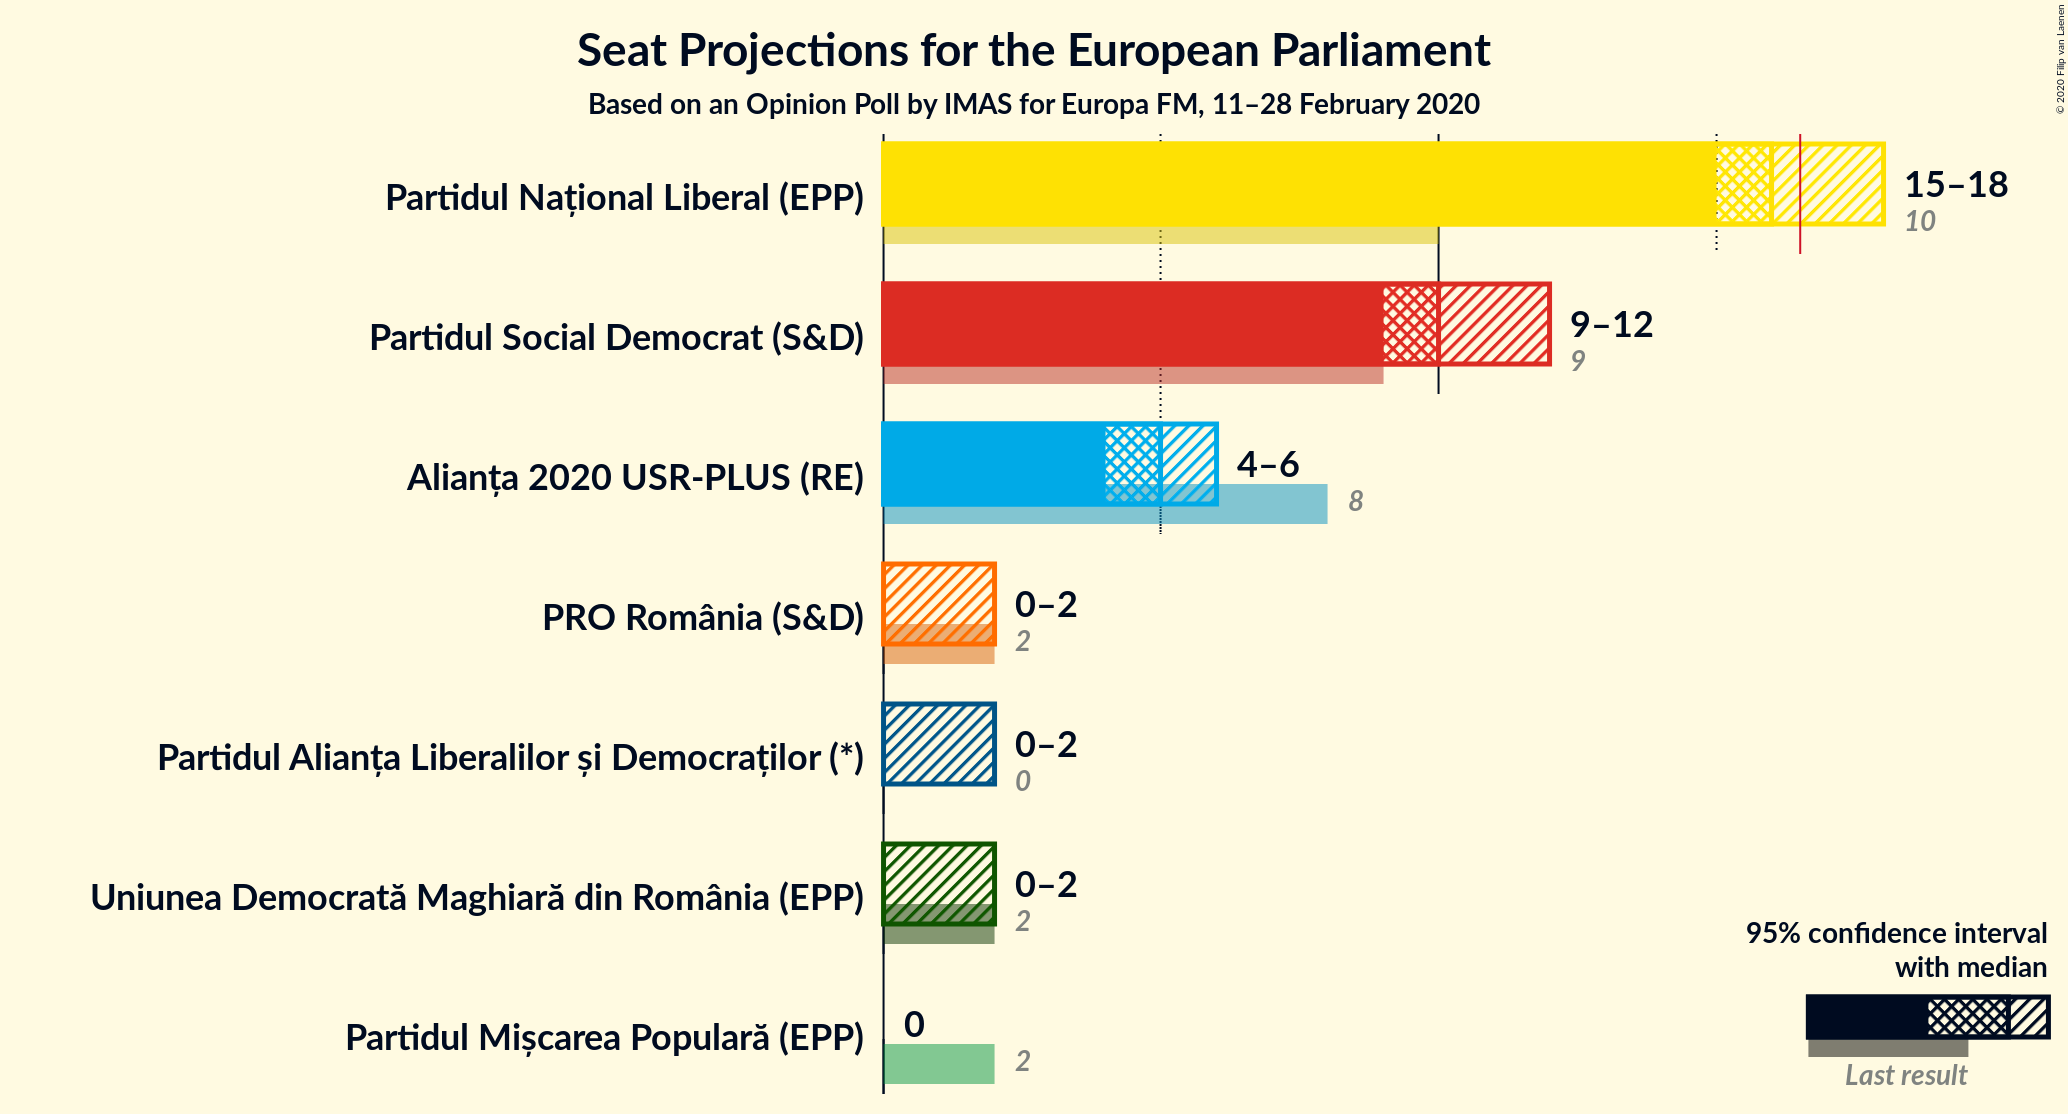 Seat Projections for the European Parliament
Based on an Opinion Poll by IMAS for Europa FM, 11–28 February 2020
© 2020 Filip van Laenen
Partidul Național Liberal (EPP)
15–18
10
Partidul Social Democrat (S&D)
9–12
9
Alianța 2020 USR-PLUS (RE)
4–6
8
PRO România (S&D)
0–2
2
Partidul Alianța Liberalilor și Democraților (*)
0–2
0
Uniunea Democrată Maghiară din România (EPP)
0–2
2
Partidul Mișcarea Populară (EPP)
0
2
95% confidence interval
with median
Last result